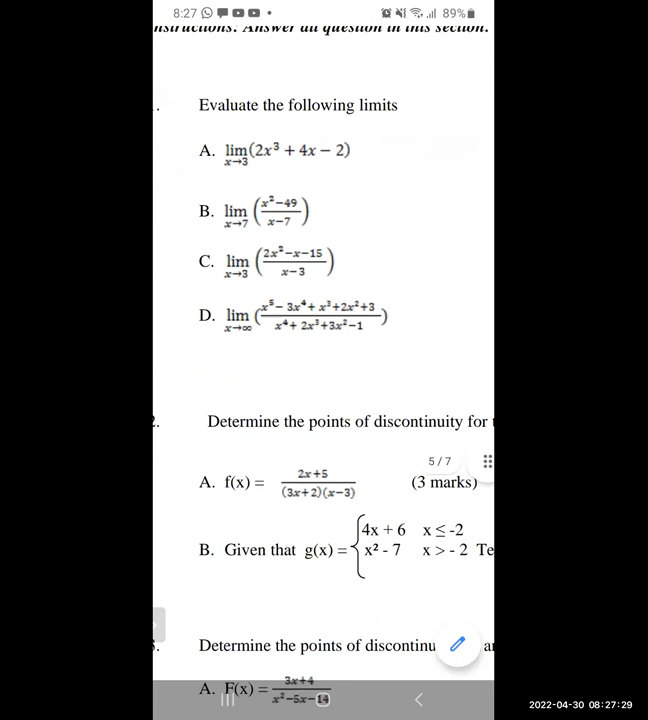 8:27
89%
nstructions: Answer all question in this section.
Evaluate the following limits
A. lim x→3 (2x³ + 4x − 2)
B. lim x→7 (x²−49 / x−7)
C. lim x→3 (2x²−x−15 / x−3)
D. lim x→∞ (x⁵− 3x⁴+ x³+2x²+3 / x⁴+ 2x³+3x²−1)
2. Determine the points of discontinuity for
5/7
A. f(x) = 2x+5 / (3x+2)(x−3) (3 marks)
B. Given that g(x) = { 4x + 6 x ≤ -2
x² - 7 x > - 2 Te
Determine the points of discontinu
A. F(x) = 3x+4 / x²−5x−14
2022-04-30 08:27:29